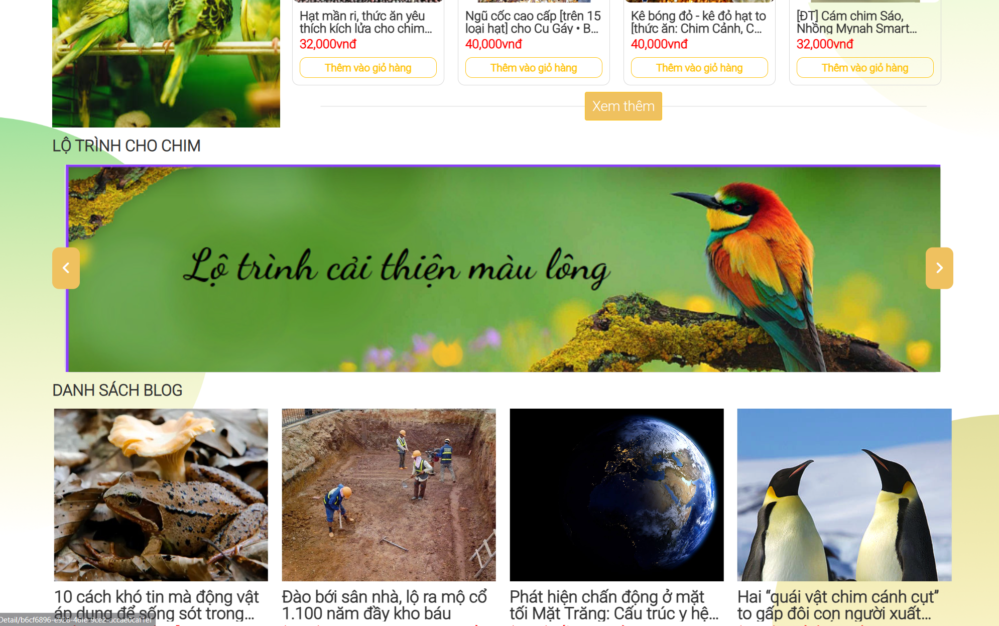 Hạt mần ri, thức ăn yêu
thích kích lửa cho chim...
32,000vnđ
Thêm vào giỏ hàng
Ngũ cốc cao cấp [trên 15
loại hạt] cho Cu Gáy • B...
40,000vnđ
Thêm vào giỏ hàng
Kê bóng đỏ - kê đỏ hạt to
[thức ăn: Chim Cảnh, C...
40,000vnđ
Thêm vào giỏ hàng
[ĐT] Cám chim Sáo,
Nhồng Mynah Smart...
32,000vnđ
Thêm vào giỏ hàng
Xem thêm
LỘ TRÌNH CHO CHIM
Lộ trình cải thiện màu lông
DANH SÁCH BLOG
10 cách khó tin mà động vật
áp dụng để sống sót trong...
Đào bới sân nhà, lộ ra mộ cổ
1.100 năm đầy kho báu
Phát hiện chấn động ở mặt
tối Mặt Trăng: Cấu trúc y hệ...
Hai “quái vật chim cánh cụt”
to gấp đôi con người xuất...
Detail/b6cf6896-e928-46fe-9ce2-accae0caf1ef